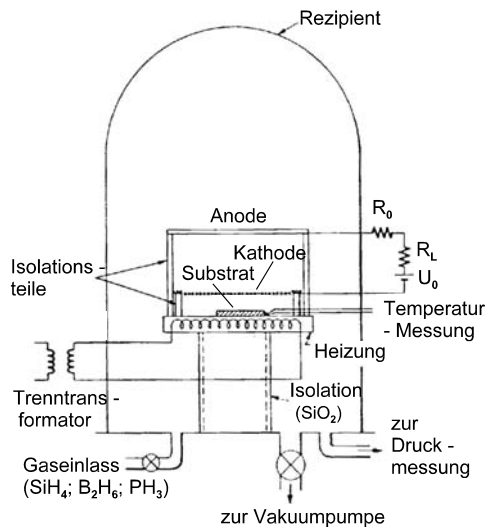 Rezipient
Anode
R₀
R_L
U₀
Isolations -
teile
Kathode
Substrat
Temperatur
- Messung
Heizung
Isolation
(SiO₂)
Trenntrans -
formator
Gaseinlass
(SiH₄; B₂H₆; PH₃)
zur
Druck -
messung
zur Vakuumpumpe